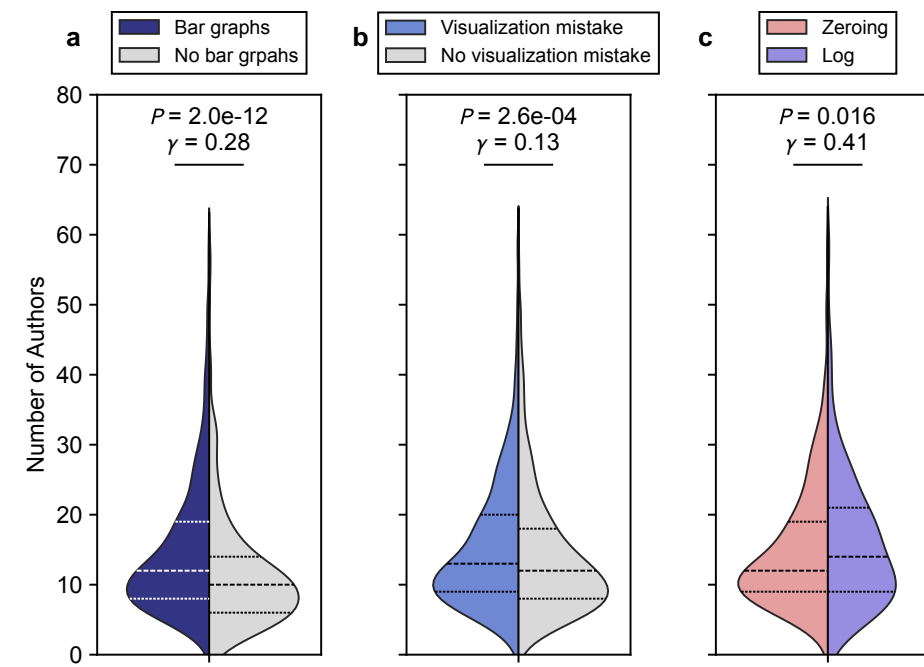 a
Bar graphs
No bar grpahs
b
Visualization mistake
No visualization mistake
c
Zeroing
Log
Number of Authors
80
70
60
50
40
30
20
10
0
P = 2.0e-12
γ = 0.28
P = 2.6e-04
γ = 0.13
P = 0.016
γ = 0.41